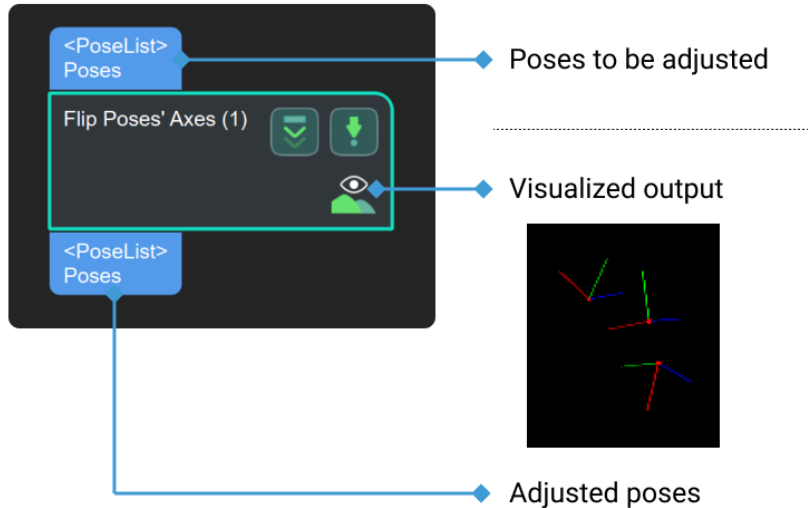 <PoseList>
Poses
Poses to be adjusted
Flip Poses' Axes (1)
Visualized output
<PoseList>
Poses
Adjusted poses